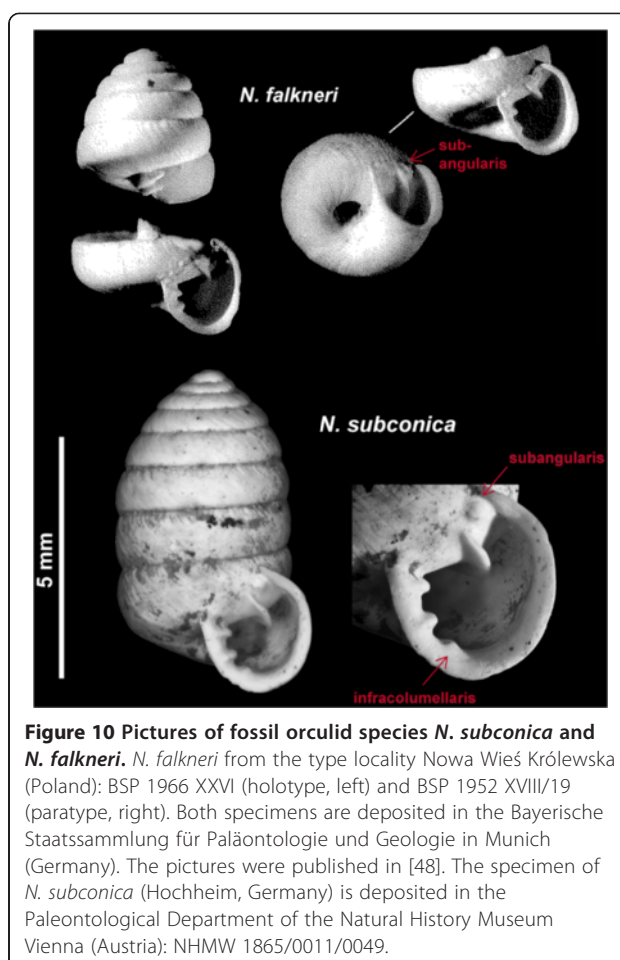 N. falkneri
sub-
angularis
N. subconica
subangularis
5 mm
infracolumellaris
Figure 10 Pictures of fossil orculid species N. subconica and
N. falkneri. N. falkneri from the type locality Nowa Wieś Królewska
(Poland): BSP 1966 XXVI (holotype, left) and BSP 1952 XVIII/19
(paratype, right). Both specimens are deposited in the Bayerische
Staatssammlung für Paläontologie und Geologie in Munich
(Germany). The pictures were published in [48]. The specimen of
N. subconica (Hochheim, Germany) is deposited in the
Paleontological Department of the Natural History Museum
Vienna (Austria): NHMW 1865/0011/0049.